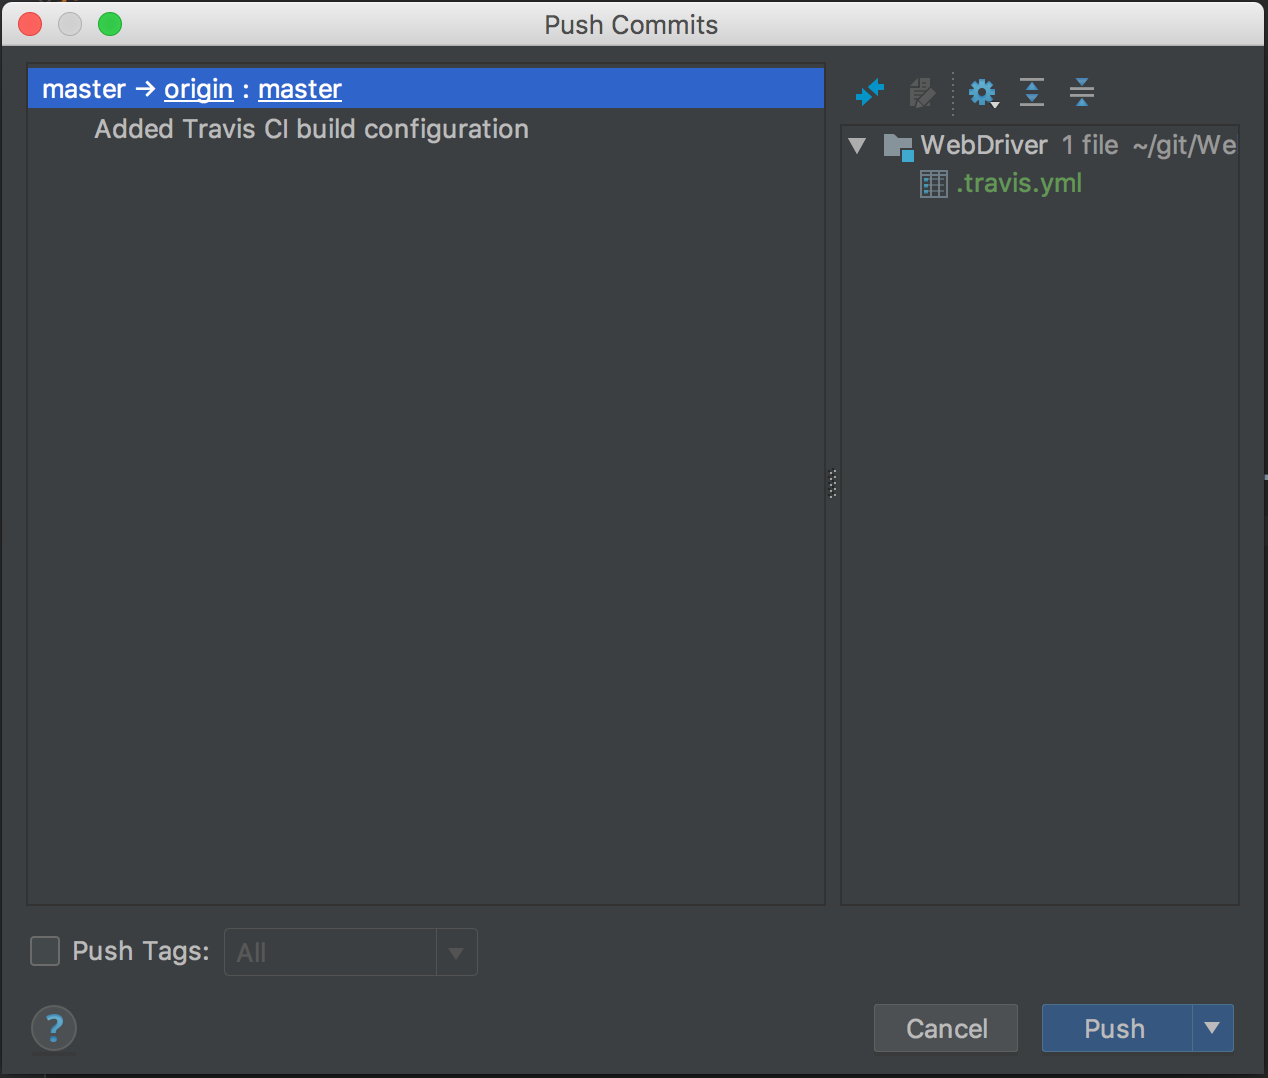 Push Commits
master → origin : master
Added Travis CI build configuration
WebDriver 1 file ~/git/We
.travis.yml
Push Tags: All
?
Cancel
Push